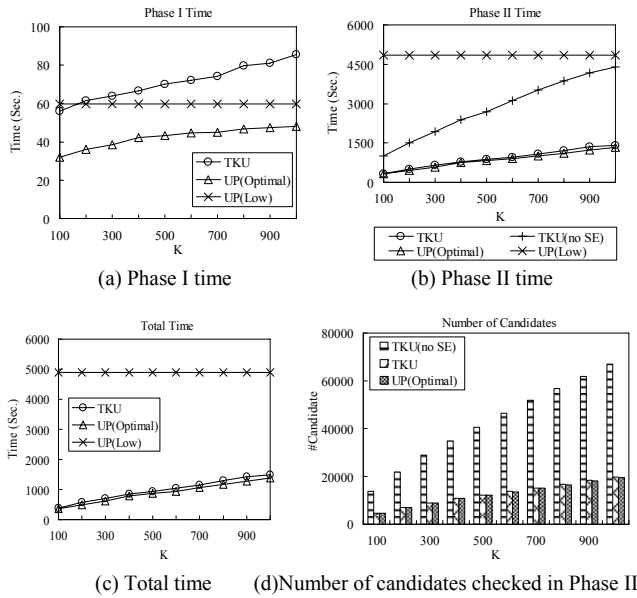 Phase I Time
100
80
60
40
20
0
Time (Sec.)
TKU
UP(Optimal)
UP(Low)
100 300 500 700 900
K
(a) Phase I time
Phase II Time
6000
4500
3000
1500
0
Time (Sec.)
100 300 500 700 900
K
TKU TKU(no SE)
UP(Optimal) UP(Low)
(b) Phase II time
Total Time
6000
5000
4000
3000
2000
1000
0
Time (Sec.)
TKU
UP(Optimal)
UP(Low)
100 300 500 700 900
K
(c) Total time
Number of Candidates
80000
60000
40000
20000
0
#Candidate
TKU(no SE)
TKU
UP(Optimal)
100 300 500 700 900
K
(d)Number of candidates checked in Phase II